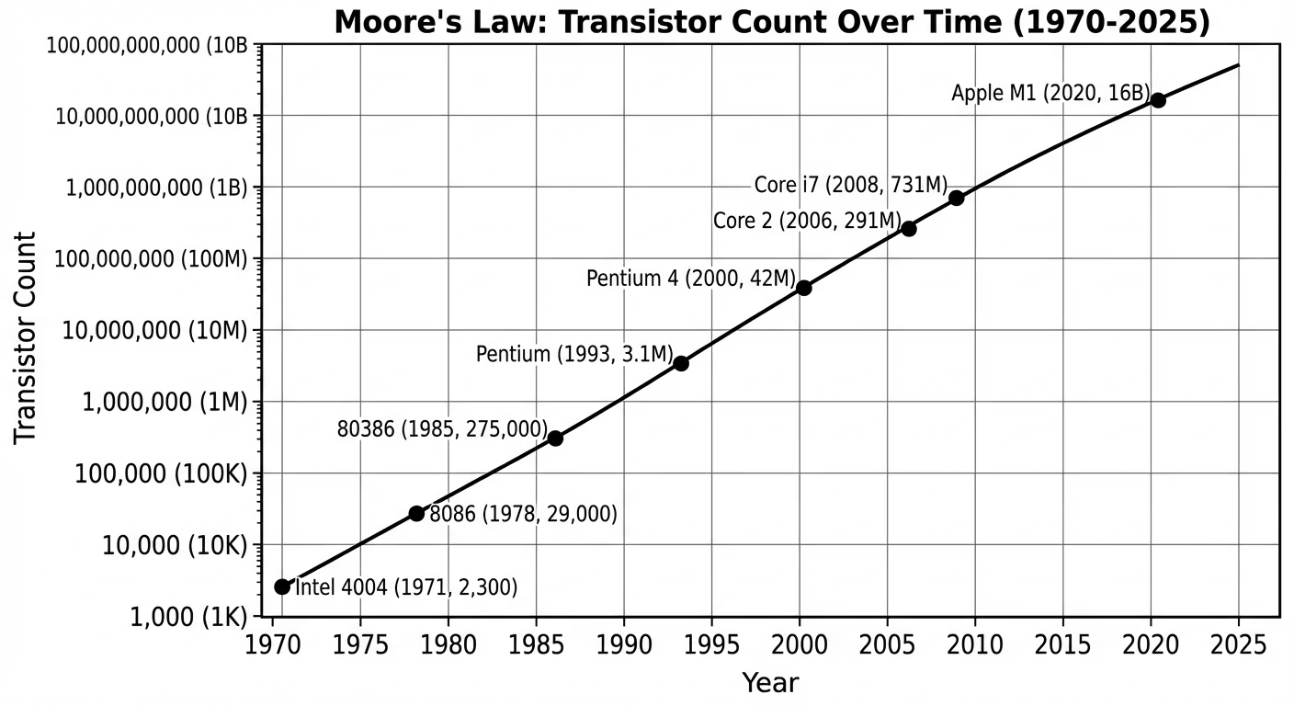 Moore's Law: Transistor Count Over Time (1970-2025)
100,000,000,000 (10B
Apple M1 (2020, 16B)
10,000,000,000 (10B
Core i7 (2008, 731M)
1,000,000,000 (1B)
Core 2 (2006, 291M)
100,000,000 (100M)
Pentium 4 (2000, 42M)
10,000,000 (10M)
Pentium (1993, 3.1M)
1,000,000 (1M)
80386 (1985, 275,000)
100,000 (100K)
8086 (1978, 29,000)
10,000 (10K)
Intel 4004 (1971, 2,300)
1,000 (1K)
Transistor Count
1970 1975 1980 1985 1990 1995 2000 2005 2010 2015 2020 2025
Year